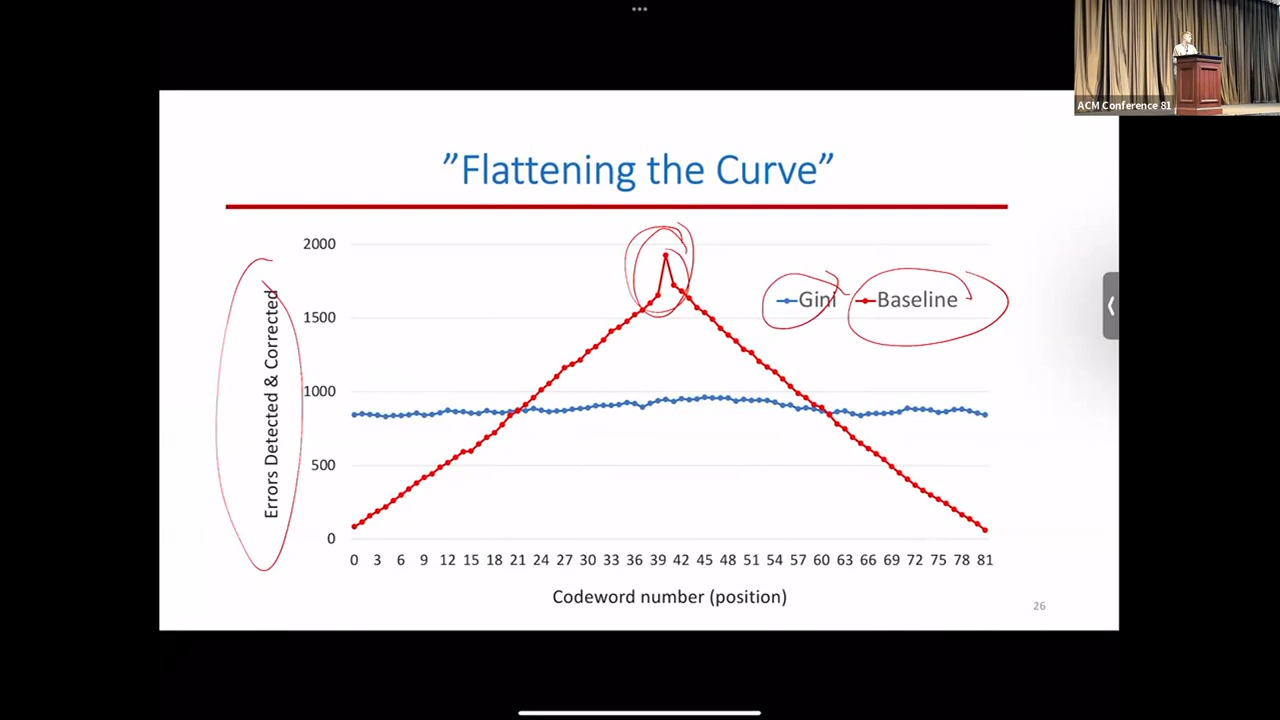 ACM Conference 81
”Flattening the Curve”
Errors Detected & Corrected
2000
1500
1000
500
0
Gini
Baseline
0 3 6 9 12 15 18 21 24 27 30 33 36 39 42 45 48 51 54 57 60 63 66 69 72 75 78 81
Codeword number (position)
26